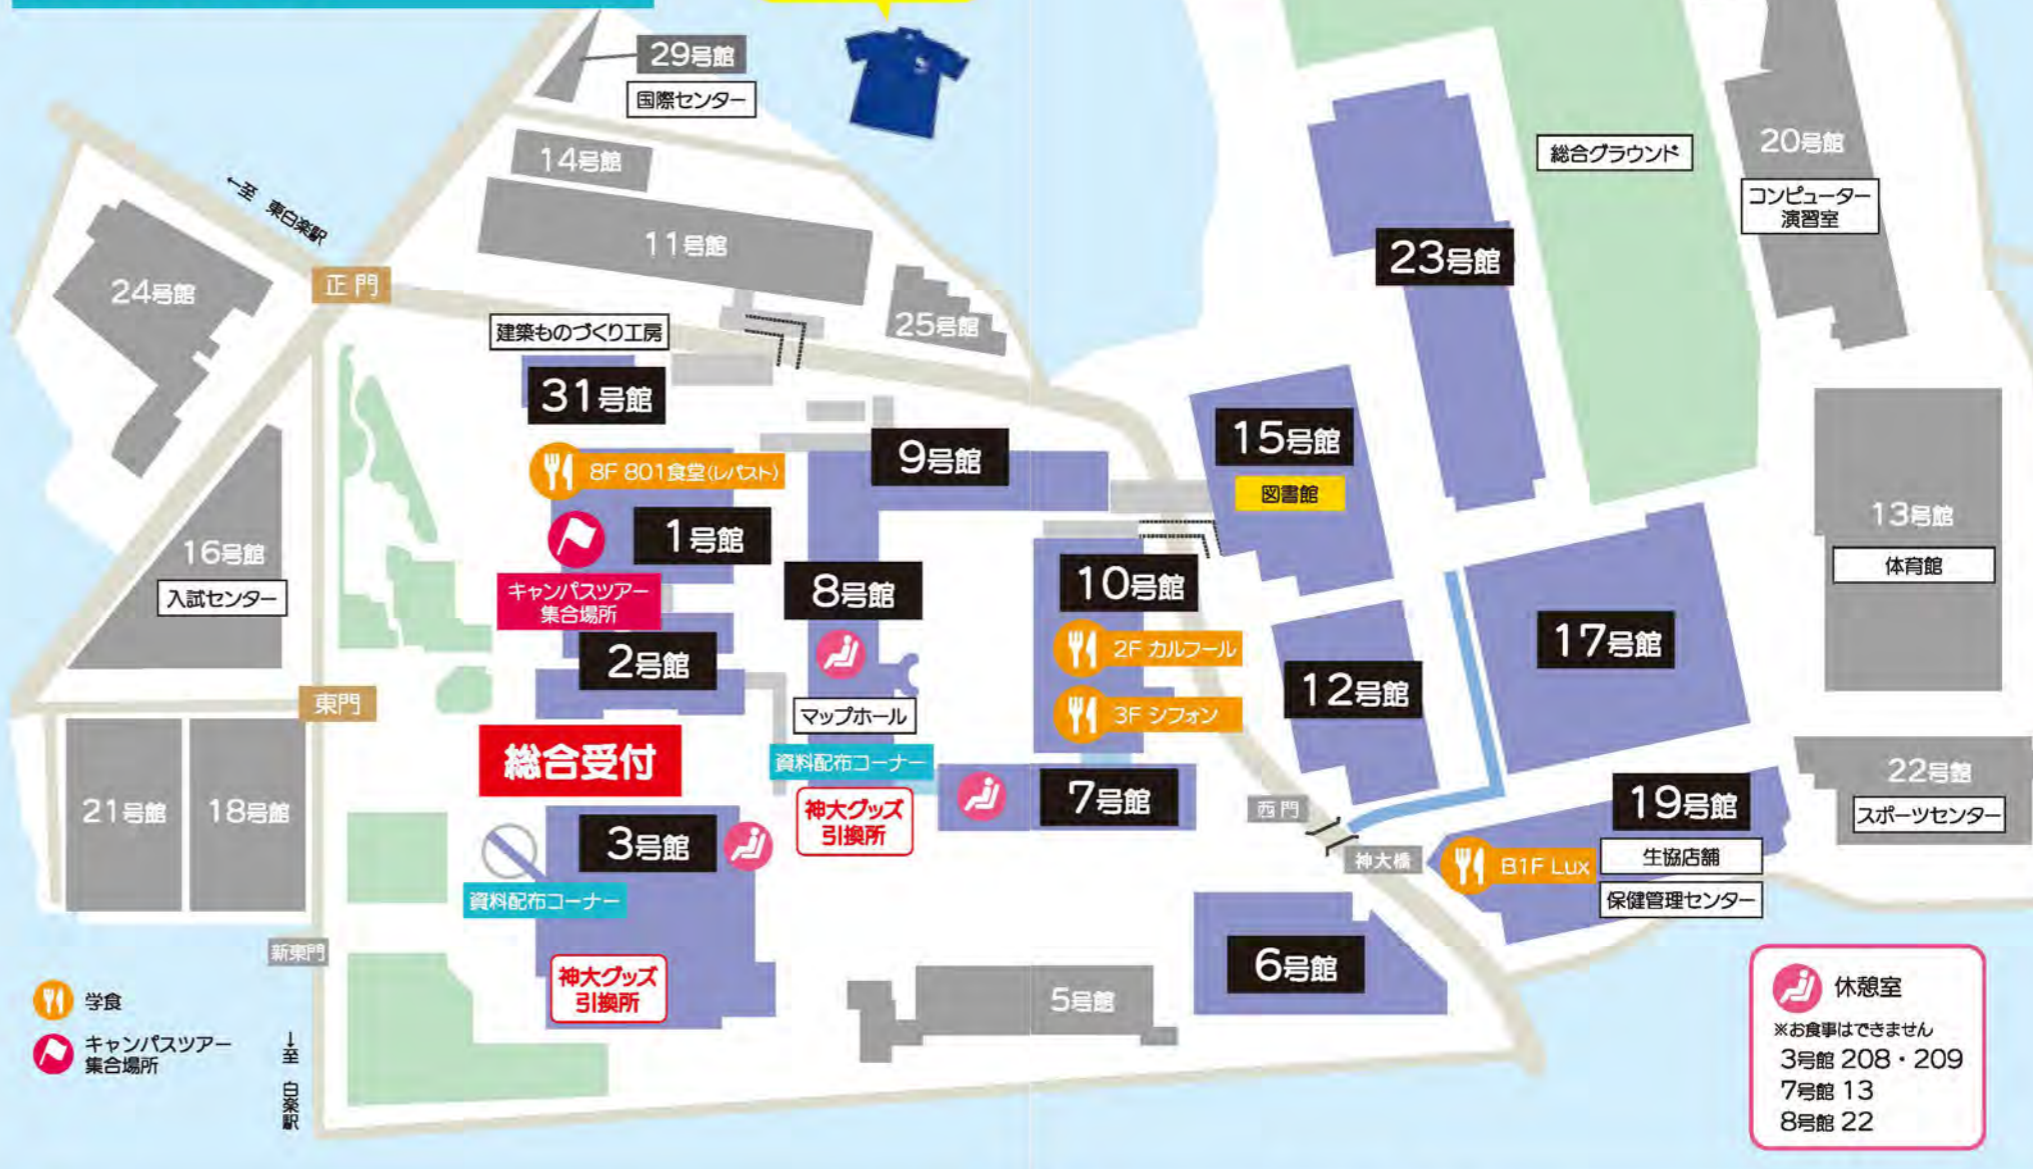 29号館
国際センター
14号館
11号館
25号館
←至 東白楽駅
24号館
正門
総合グラウンド
20号館
コンピューター
演習室
23号館
建築ものづくり工房
31号館
8F 801食堂(レパスト)
1号館
キャンパスツアー
集合場所
9号館
15号館
図書館
13号館
体育館
16号館
入試センター
2号館
8号館
マップホール
10号館
2F カルフール
3F シフォン
12号館
17号館
東門
総合受付
資料配布コーナー
神大グッズ
引換所
7号館
西門
神大橋
19号館
B1F Lux
生協店舗
保健管理センター
22号館
スポーツセンター
21号館
18号館
3号館
資料配布コーナー
神大グッズ
引換所
新東門
5号館
6号館
学食
キャンパスツアー
集合場所
↓至 白楽駅
休憩室
※お食事はできません
3号館 208・209
7号館 13
8号館 22